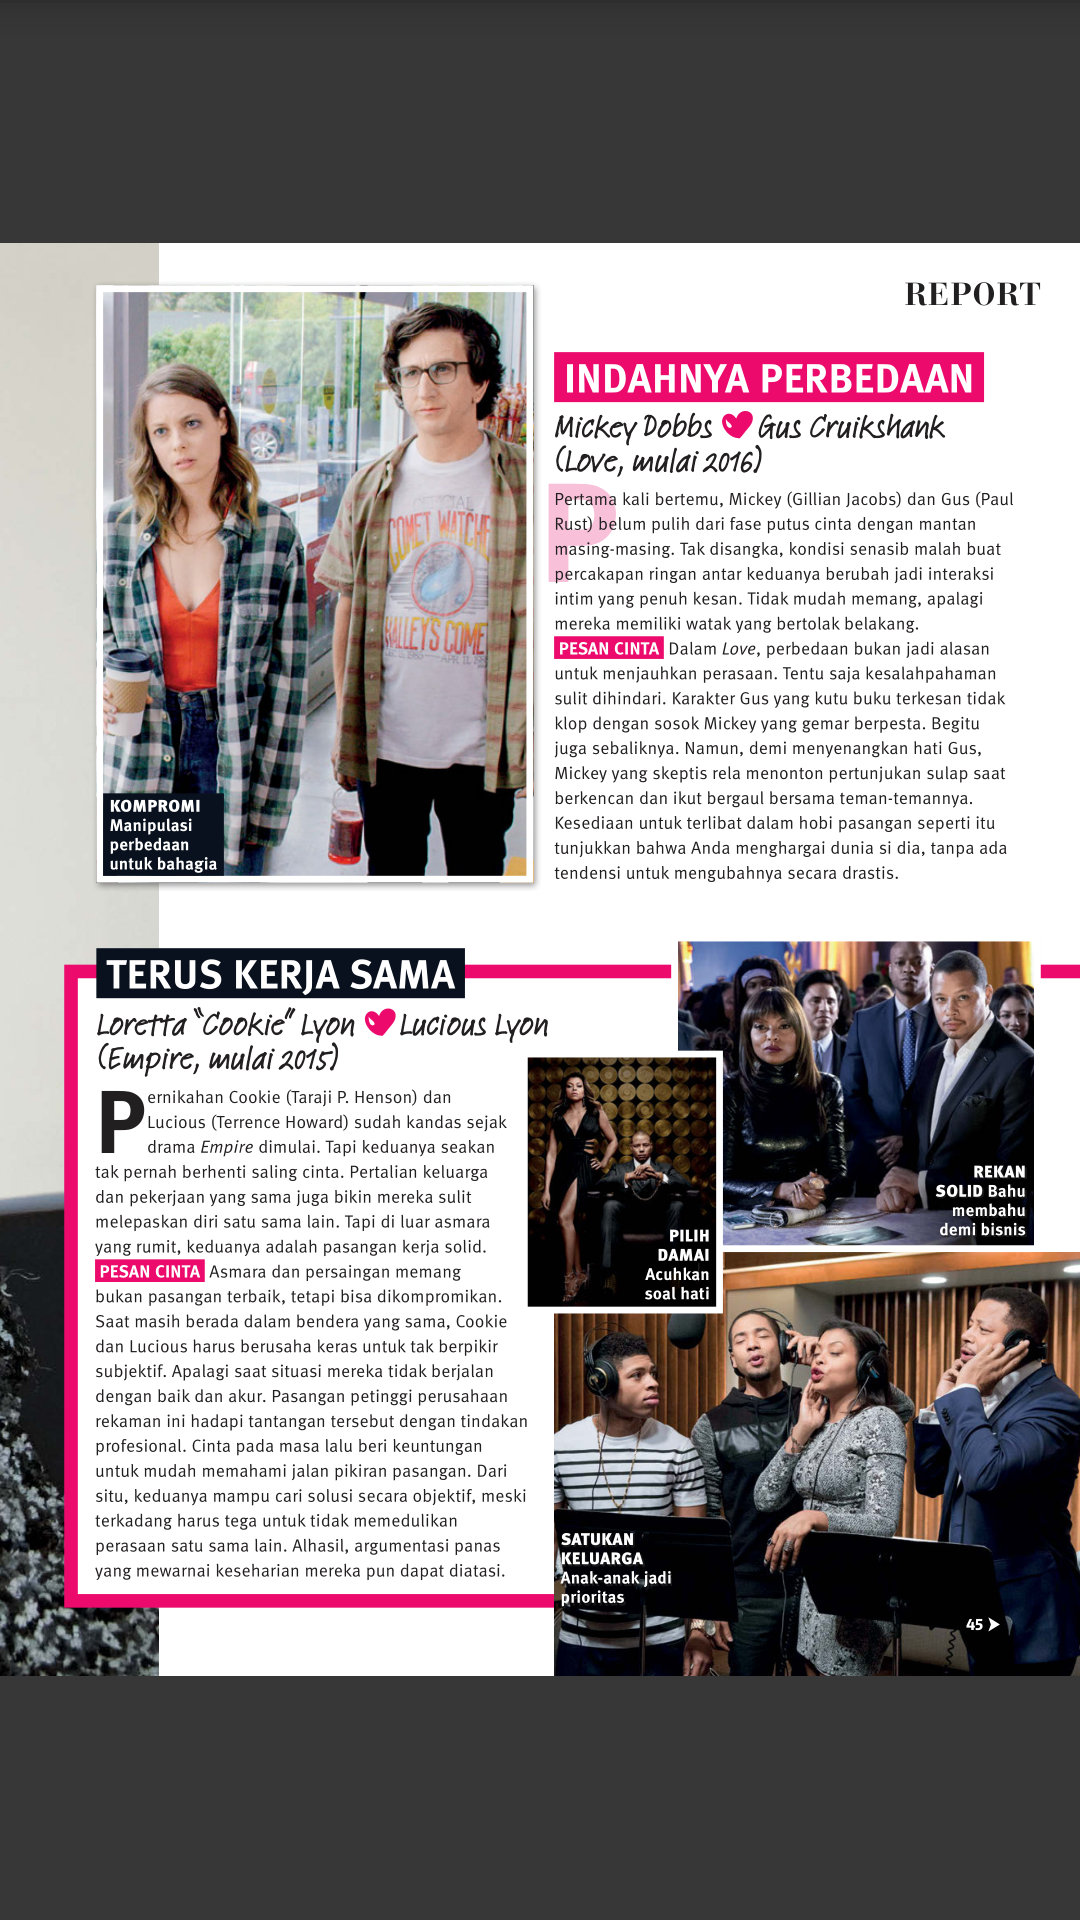 REPORT
INDAHNYA PERBEDAAN
Mickey Dobbs Gus Cruikshank
(Love, mulai 2016)
Pertama kali bertemu, Mickey (Gillian Jacobs) dan Gus (Paul
Rust) belum pulih dari fase putus cinta dengan mantan
masing-masing. Tak disangka, kondisi senasib malah buat
percakapan ringan antar keduanya berubah jadi interaksi
intim yang penuh kesan. Tidak mudah memang, apalagi
mereka memiliki watak yang bertolak belakang.
PESAN CINTA Dalam Love, perbedaan bukan jadi alasan
untuk menjauhkan perasaan. Tentu saja kesalahpahaman
sulit dihindari. Karakter Gus yang kutu buku terkesan tidak
klop dengan sosok Mickey yang gemar berpesta. Begitu
juga sebaliknya. Namun, demi menyenangkan hati Gus,
Mickey yang skeptis rela menonton pertunjukan sulap saat
berkencan dan ikut bergaul bersama teman-temannya.
Kesediaan untuk terlibat dalam hobi pasangan seperti itu
tunjukkan bahwa Anda menghargai dunia si dia, tanpa ada
tendensi untuk mengubahnya secara drastis.
P
COMET WATCHE
HALLEY'S COME
KOMPROMI
Manipulasi
perbedaan
untuk bahagia
TERUS KERJA SAMA
Loretta "Cookie" Lyon Lucious Lyon
(Empire, mulai 2015)
Pernikahan Cookie (Taraji P. Henson) dan
Lucious (Terrence Howard) sudah kandas sejak
drama Empire dimulai. Tapi keduanya seakan
tak pernah berhenti saling cinta. Pertalian keluarga
dan pekerjaan yang sama juga bikin mereka sulit
melepaskan diri satu sama lain. Tapi di luar asmara
yang rumit, keduanya adalah pasangan kerja solid.
PESAN CINTA Asmara dan persaingan memang
bukan pasangan terbaik, tetapi bisa dikompromikan.
Saat masih berada dalam bendera yang sama, Cookie
dan Lucious harus berusaha keras untuk tak berpikir
subjektif. Apalagi saat situasi mereka tidak berjalan
dengan baik dan akur. Pasangan petinggi perusahaan
rekaman ini hadapi tantangan tersebut dengan tindakan
profesional. Cinta pada masa lalu beri keuntungan
untuk mudah memahami jalan pikiran pasangan. Dari
situ, keduanya mampu cari solusi secara objektif, meski
terkadang harus tega untuk tidak memedulikan
perasaan satu sama lain. Alhasil, argumentasi panas
yang mewarnai keseharian mereka pun dapat diatasi.
REKAN
SOLID Bahu
membahu
demi bisnis
PILIH
DAMAI
Acuhkan
soal hati
SATUKAN
KELUARGA
Anak-anak jadi
prioritas
45